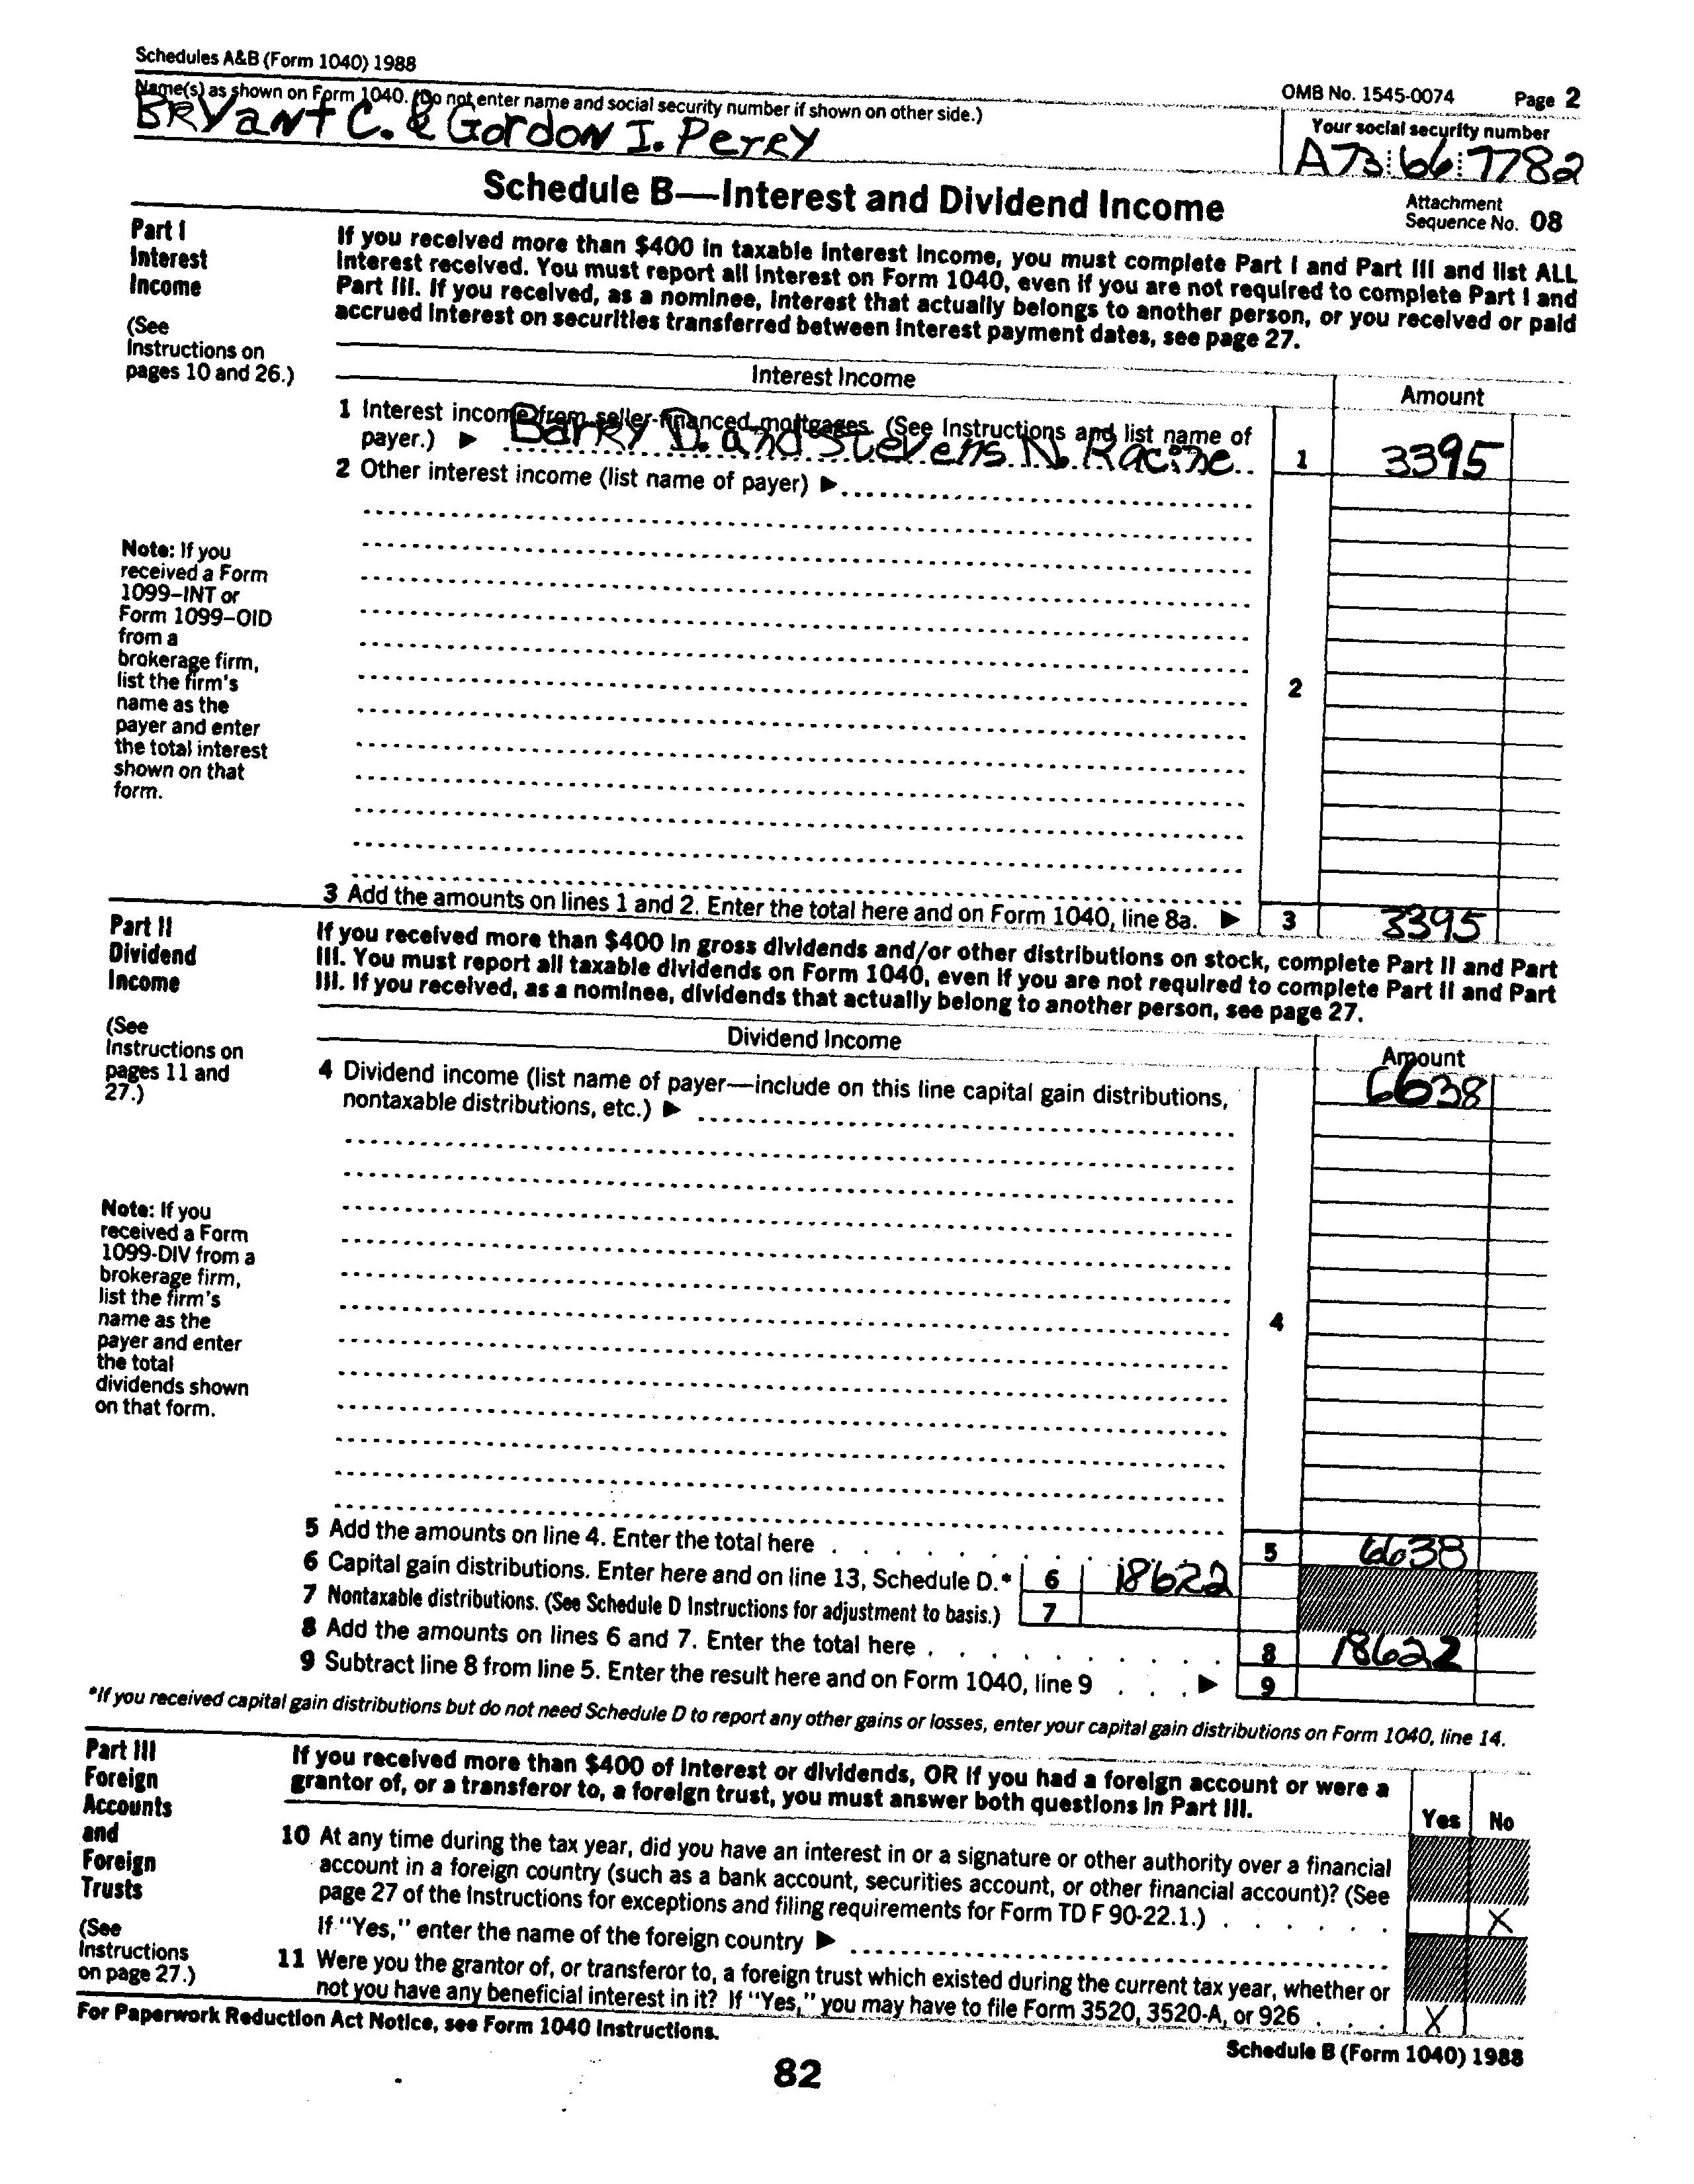 Schedules A&B (Form 1040) 1988
OMB No. 1545-0074 Page 2
Name(s) as shown on Form 1040. (Do not enter name and social security number if shown on other side.)
Your social security number
BRYanT C. & GordoN I. PerrY
A73 66 7782
Schedule B—Interest and Dividend Income
Attachment
Sequence No. 08
Part I
Interest
Income
(See
Instructions on
pages 10 and 26.)
If you received more than $400 in taxable interest income, you must complete Part I and Part III and list ALL
interest received. You must report all interest on Form 1040, even if you are not required to complete Part I and
Part III. If you received, as a nominee, interest that actually belongs to another person, or you received or paid
accrued interest on securities transferred between interest payment dates, see page 27.
Interest Income
Amount
1 Interest income from seller-financed mortgages. (See Instructions and list name of
payer.) ▶ Barry D. and Stevens N. Racine
1 3395
2 Other interest income (list name of payer) ▶
Note: If you
received a Form
1099–INT or
Form 1099–OID
from a
brokerage firm,
list the firm's
name as the
payer and enter
the total interest
shown on that
form.
2
3 Add the amounts on lines 1 and 2. Enter the total here and on Form 1040, line 8a. ▶ 3 3395
Part II
Dividend
Income
(See
Instructions on
pages 11 and
27.)
If you received more than $400 in gross dividends and/or other distributions on stock, complete Part II and Part
III. You must report all taxable dividends on Form 1040, even if you are not required to complete Part II and Part
III. If you received, as a nominee, dividends that actually belong to another person, see page 27.
Dividend Income
Amount
4 Dividend income (list name of payer—include on this line capital gain distributions,
nontaxable distributions, etc.) ▶
6638
Note: If you
received a Form
1099-DIV from a
brokerage firm,
list the firm's
name as the
payer and enter
the total
dividends shown
on that form.
4
5 Add the amounts on line 4. Enter the total here 5 6638
6 Capital gain distributions. Enter here and on line 13, Schedule D.* 6 18622
7 Nontaxable distributions. (See Schedule D Instructions for adjustment to basis.) 7
8 Add the amounts on lines 6 and 7. Enter the total here 8 18622
9 Subtract line 8 from line 5. Enter the result here and on Form 1040, line 9 ▶ 9
*If you received capital gain distributions but do not need Schedule D to report any other gains or losses, enter your capital gain distributions on Form 1040, line 14.
Part III
Foreign
Accounts
and
Foreign
Trusts
(See
Instructions
on page 27.)
If you received more than $400 of interest or dividends, OR if you had a foreign account or were a
grantor of, or a transferor to, a foreign trust, you must answer both questions in Part III.
Yes No
10 At any time during the tax year, did you have an interest in or a signature or other authority over a financial
account in a foreign country (such as a bank account, securities account, or other financial account)? (See
page 27 of the Instructions for exceptions and filing requirements for Form TD F 90-22.1.) X
If "Yes," enter the name of the foreign country ▶
11 Were you the grantor of, or transferor to, a foreign trust which existed during the current tax year, whether or
not you have any beneficial interest in it? If "Yes," you may have to file Form 3520, 3520-A, or 926 X
For Paperwork Reduction Act Notice, see Form 1040 Instructions.
Schedule B (Form 1040) 1988
82